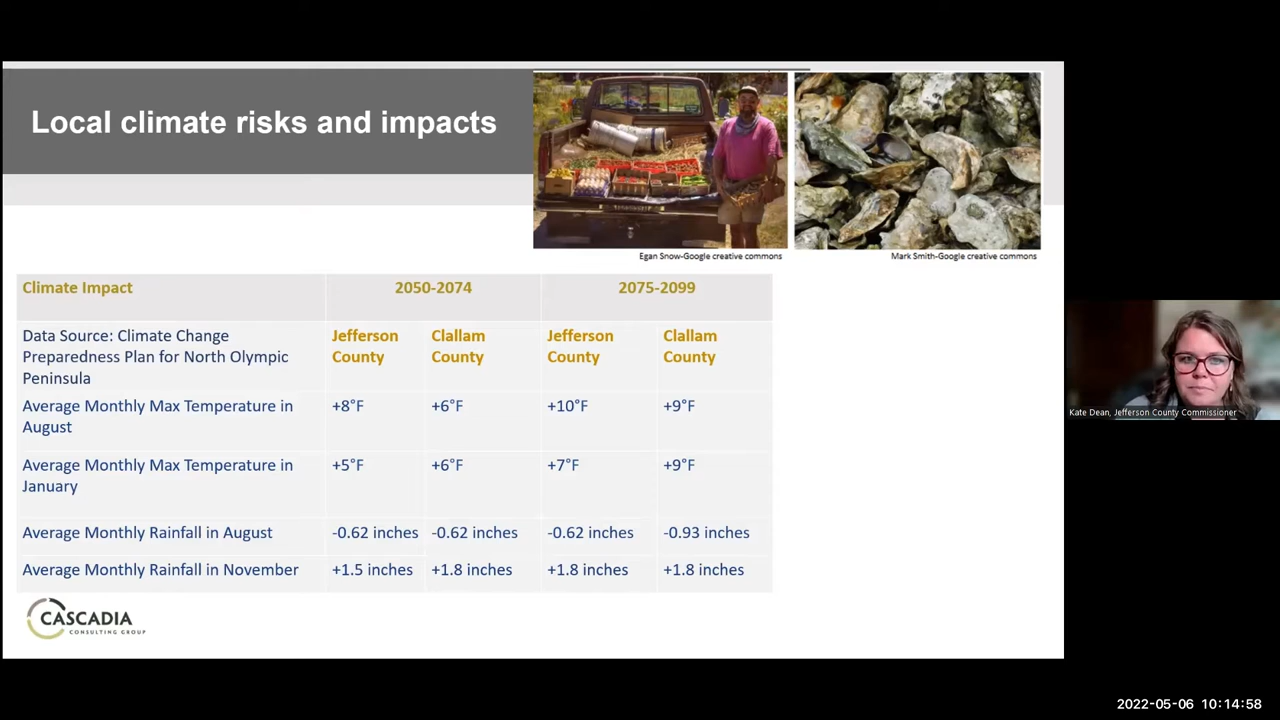 Local climate risks and impacts
Egan Snow-Google creative commons
Mark Smith-Google creative commons
Climate Impact
2050-2074
2075-2099
Data Source: Climate Change
Preparedness Plan for North Olympic
Peninsula
Jefferson
County
Clallam
County
Jefferson
County
Clallam
County
Average Monthly Max Temperature in
August
+8°F
+6°F
+10°F
+9°F
Average Monthly Max Temperature in
January
+5°F
+6°F
+7°F
+9°F
Average Monthly Rainfall in August
-0.62 inches
-0.62 inches
-0.62 inches
-0.93 inches
Average Monthly Rainfall in November
+1.5 inches
+1.8 inches
+1.8 inches
+1.8 inches
CASCADIA
CONSULTING GROUP
Kate Dean, Jefferson County Commissioner
2022-05-06 10:14:58